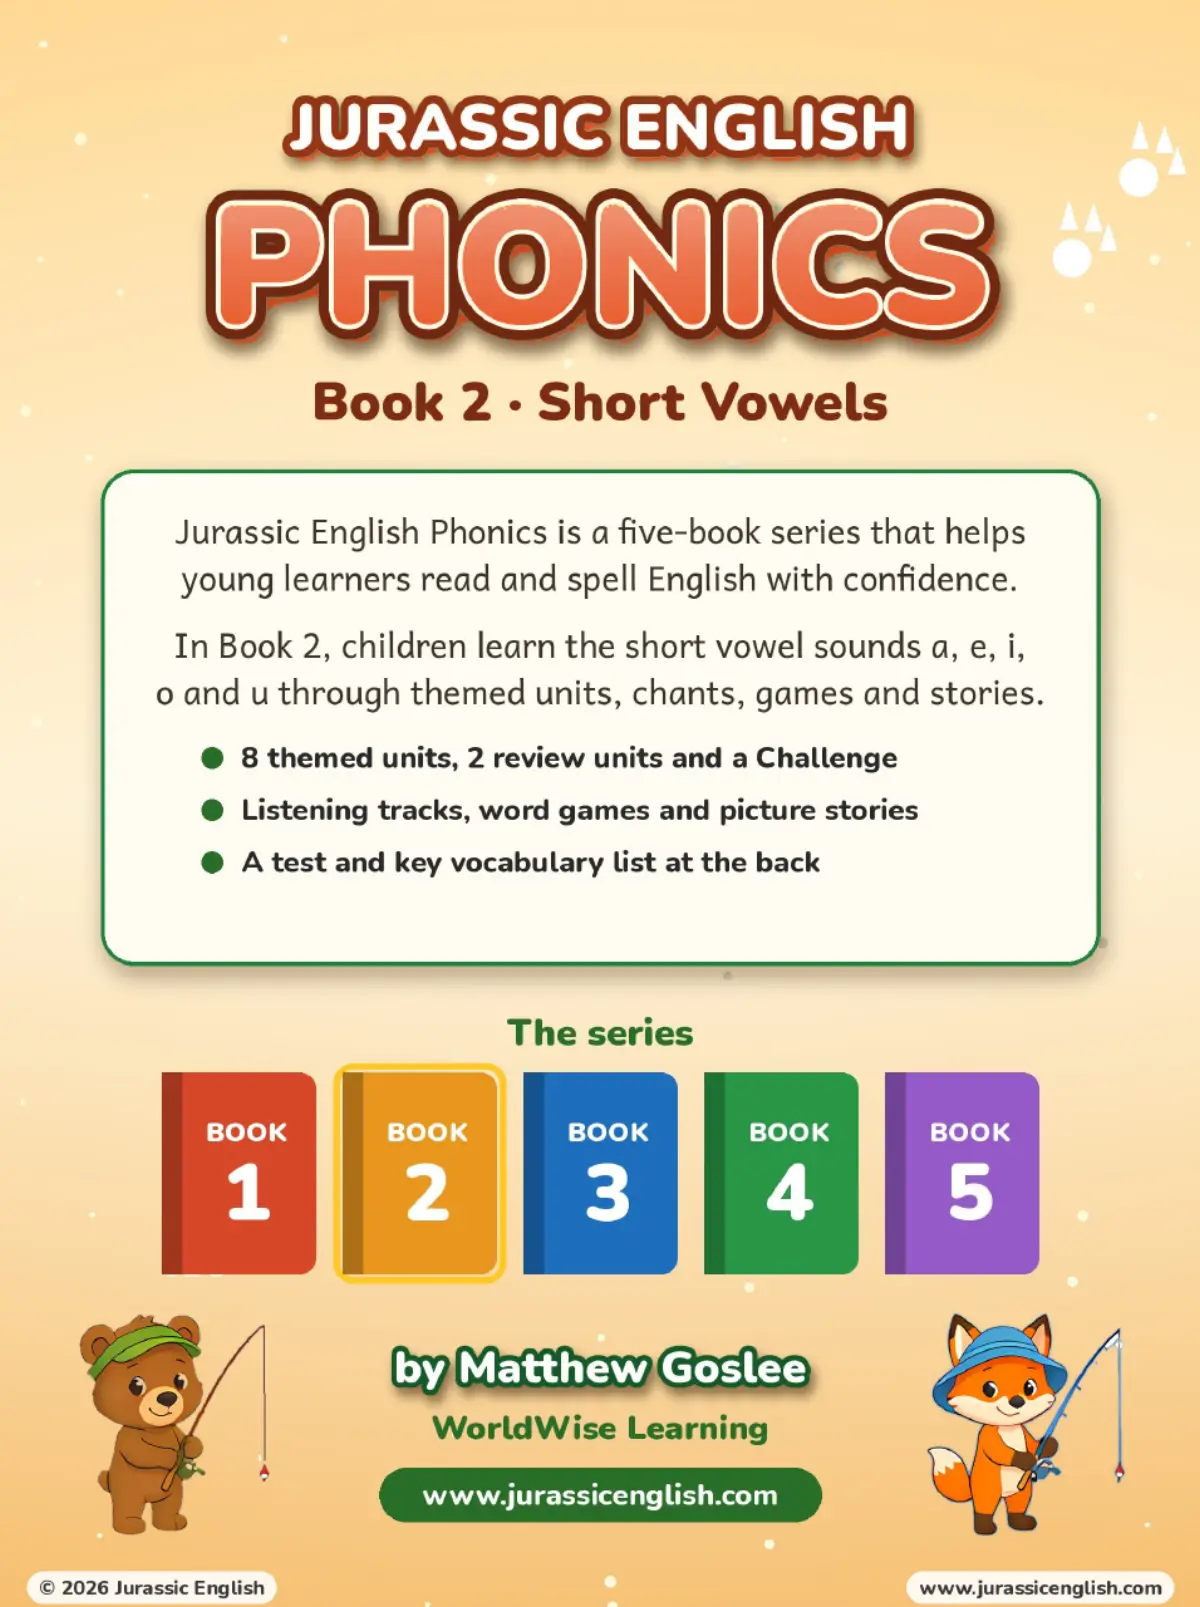 JURASSIC ENGLISH
PHONICS
Book 2 · Short Vowels
Jurassic English Phonics is a five-book series that helps
young learners read and spell English with confidence.
In Book 2, children learn the short vowel sounds a, e, i,
o and u through themed units, chants, games and stories.
8 themed units, 2 review units and a Challenge
Listening tracks, word games and picture stories
A test and key vocabulary list at the back
The series
BOOK 1
BOOK 2
BOOK 3
BOOK 4
BOOK 5
by Matthew Goslee
WorldWise Learning
www.jurassicenglish.com
© 2026 Jurassic English
www.jurassicenglish.com